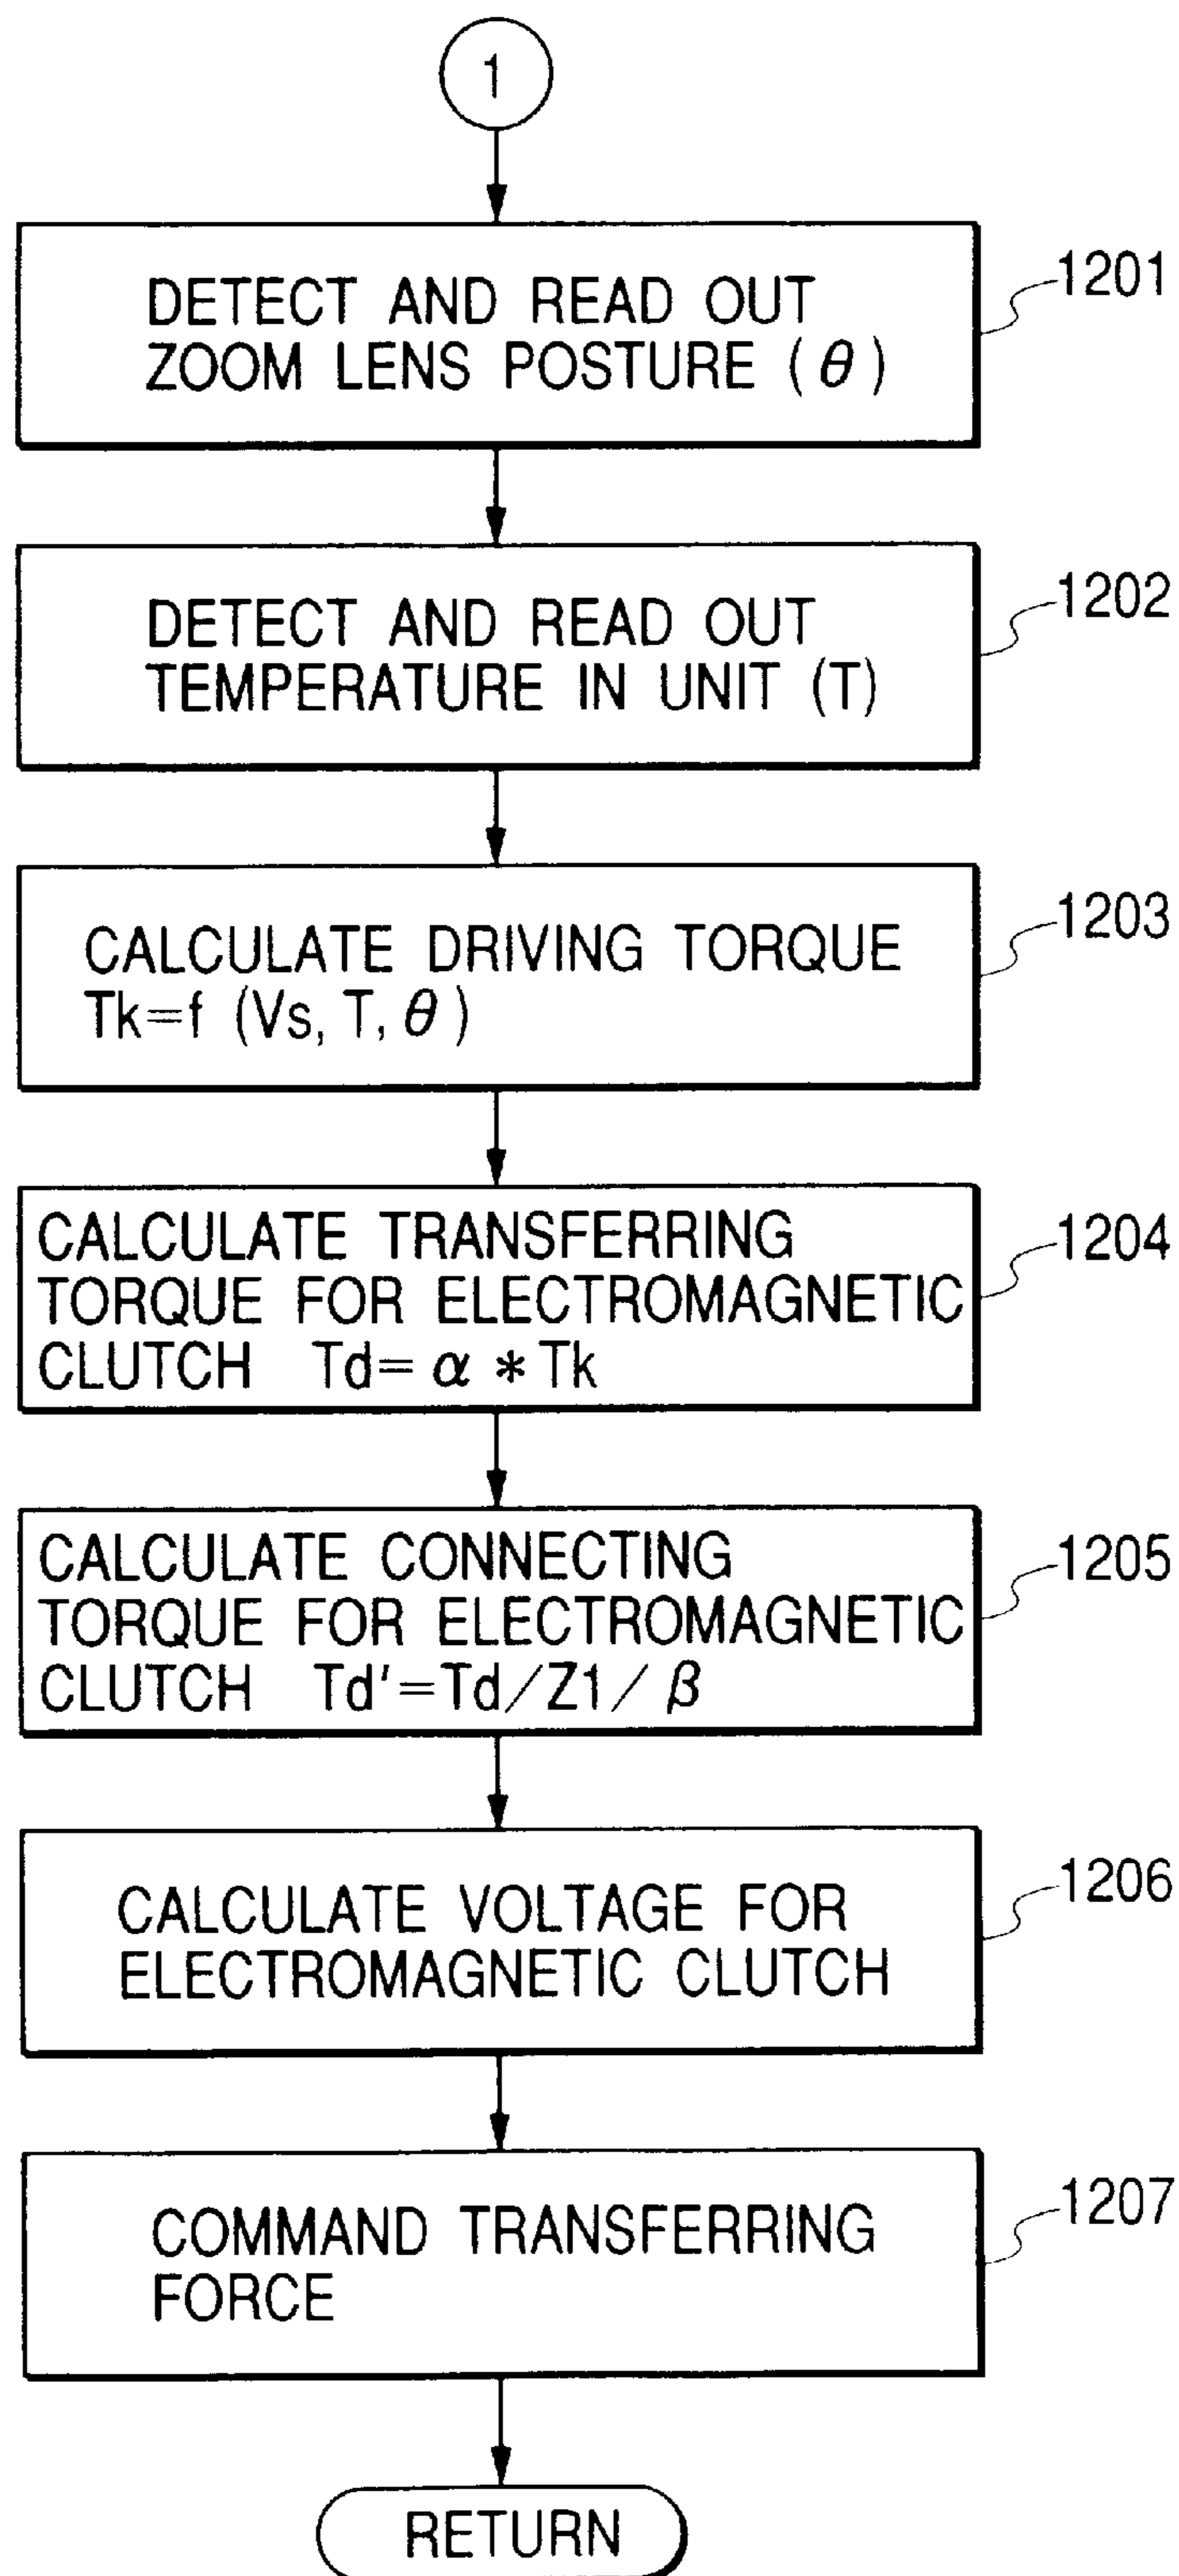 1
DETECT AND READ OUT
ZOOM LENS POSTURE (θ)
1201
DETECT AND READ OUT
TEMPERATURE IN UNIT (T)
1202
CALCULATE DRIVING TORQUE
Tk=f (Vs, T, θ)
1203
CALCULATE TRANSFERRING
TORQUE FOR ELECTROMAGNETIC
CLUTCH Td= α * Tk
1204
CALCULATE CONNECTING
TORQUE FOR ELECTROMAGNETIC
CLUTCH Td'=Td/Z1/ β
1205
CALCULATE VOLTAGE FOR
ELECTROMAGNETIC CLUTCH
1206
COMMAND TRANSFERRING
FORCE
1207
RETURN